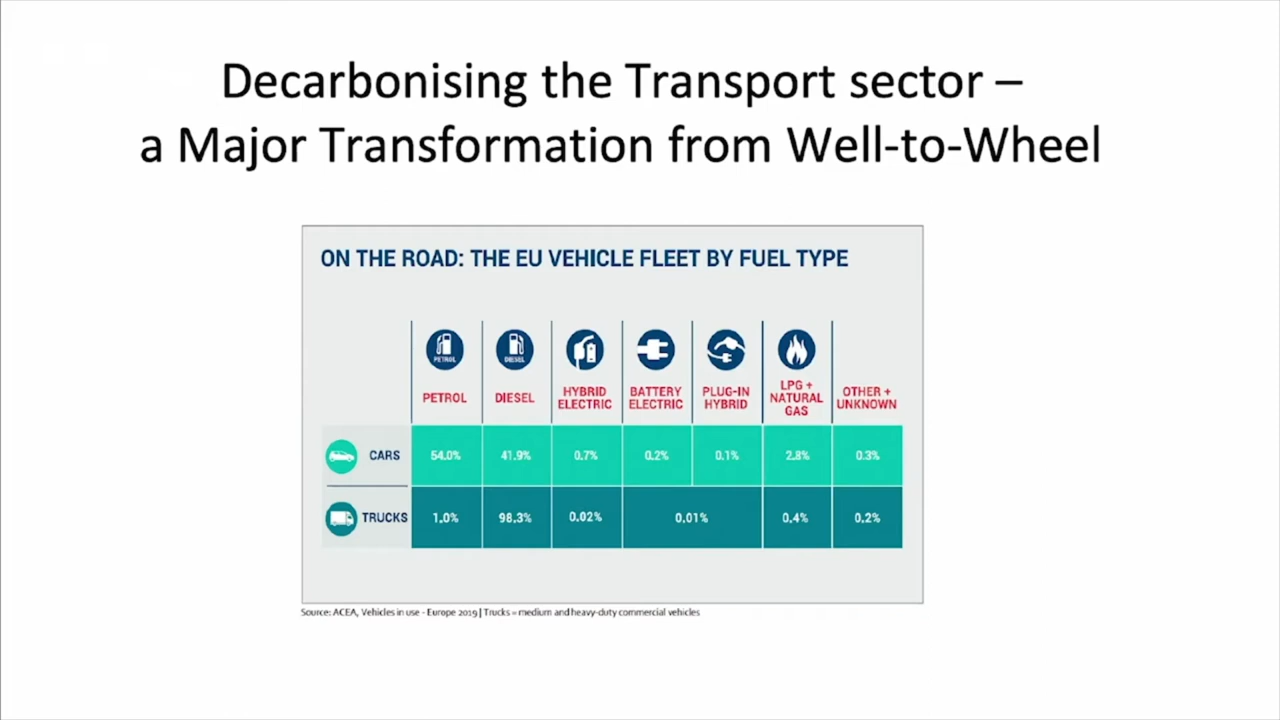 Decarbonising the Transport sector –
a Major Transformation from Well-to-Wheel
ON THE ROAD: THE EU VEHICLE FLEET BY FUEL TYPE
PETROL DIESEL
PETROL DIESEL HYBRID ELECTRIC BATTERY ELECTRIC PLUG-IN HYBRID LPG + NATURAL GAS OTHER + UNKNOWN
CARS 54.0% 41.9% 0.7% 0.2% 0.1% 2.8% 0.3%
TRUCKS 1.0% 98.3% 0.02% 0.01% 0.4% 0.2%
Source: ACEA, Vehicles in use - Europe 2019 | Trucks = medium and heavy-duty commercial vehicles